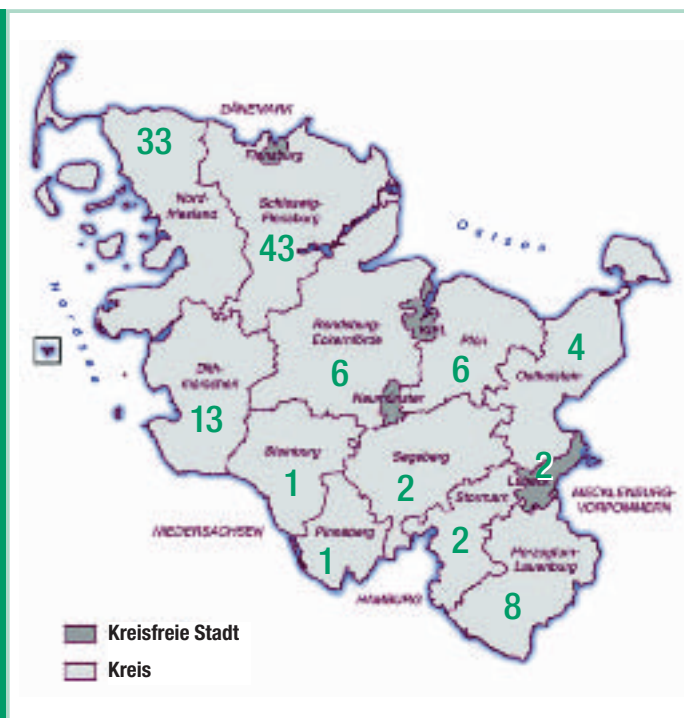 DÄNEMARK
33
Flensburg
Nord-
friesland
Schleswig-
Flensburg
43
Ostsee
Nordsee
Rendsburg-
Eckernförde
6
Kiel
Plön
6
4
Ostholstein
Dith-
marschen
13
Neumünster
Steinburg
1
Segeberg
2
2
Lübeck
Stormarn
2
MECKLENBURG-
VORPOMMERN
NIEDERSACHSEN
Pinneberg
1
HAMBURG
Herzogtum-
Lauenburg
8
Kreisfreie Stadt
Kreis